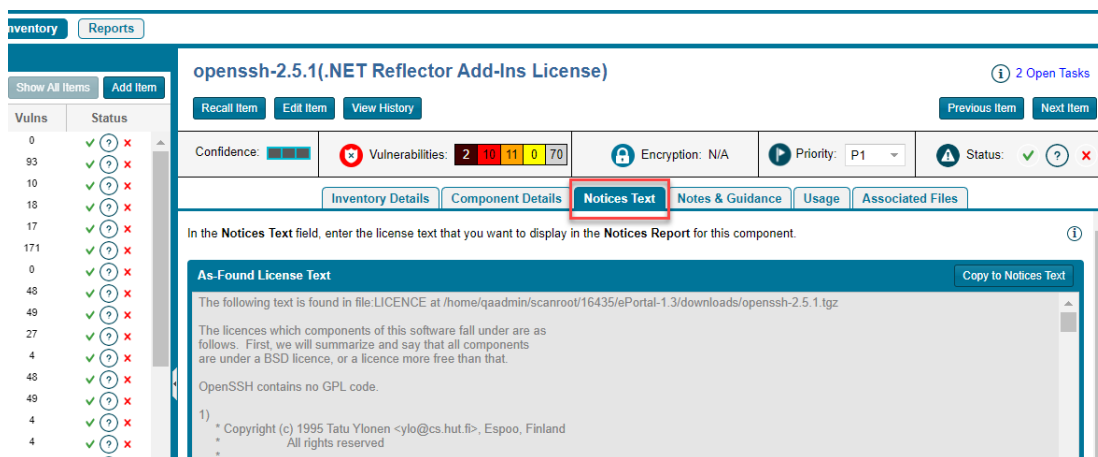 nventory Reports
Show All Items Add Item
Vulns Status
0
93
10
18
17
171
0
48
49
27
4
48
49
4
4
openssh-2.5.1(.NET Reflector Add-Ins License)
2 Open Tasks
Recall Item Edit Item View History Previous Item Next Item
Confidence: Vulnerabilities: 2 10 11 0 70 Encryption: N/A Priority: P1 Status:
Inventory Details Component Details Notices Text Notes & Guidance Usage Associated Files
In the Notices Text field, enter the license text that you want to display in the Notices Report for this component.
As-Found License Text Copy to Notices Text
The following text is found in file:LICENCE at /home/qaadmin/scanroot/16435/ePortal-1.3/downloads/openssh-2.5.1.tgz
The licences which components of this software fall under are as
follows. First, we will summarize and say that all components
are under a BSD licence, or a licence more free than that.
OpenSSH contains no GPL code.
1)
* Copyright (c) 1995 Tatu Ylonen <ylo@cs.hut.fi>, Espoo, Finland
* All rights reserved
*